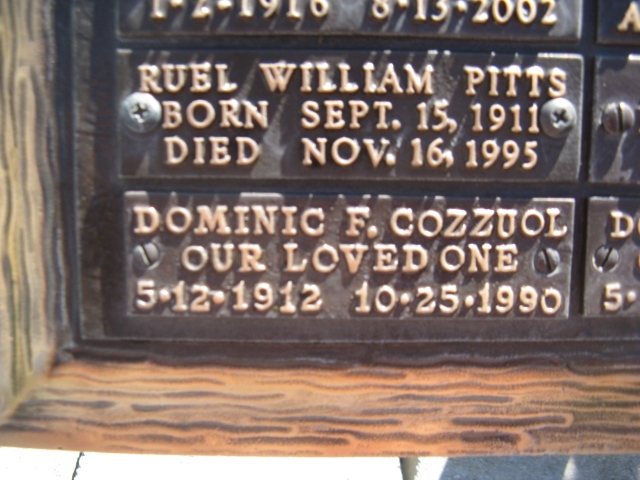 1·2·1916 8·13·2002
RUEL WILLIAM PITTS
BORN SEPT. 15, 1911
DIED NOV. 16, 1995
DOMINIC F. COZZUOL
OUR LOVED ONE
5·12·1912 10·25·1990